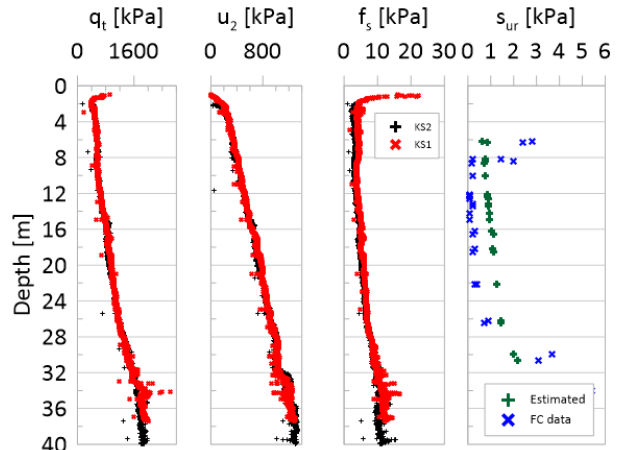 q_t [kPa]
u_2 [kPa]
f_s [kPa]
s_ur [kPa]
1600
800
0 10 20 30
0 1 2 3 4 5 6
Depth [m]
0
4
8
12
16
20
24
28
32
36
40
KS2
KS1
Estimated
FC data